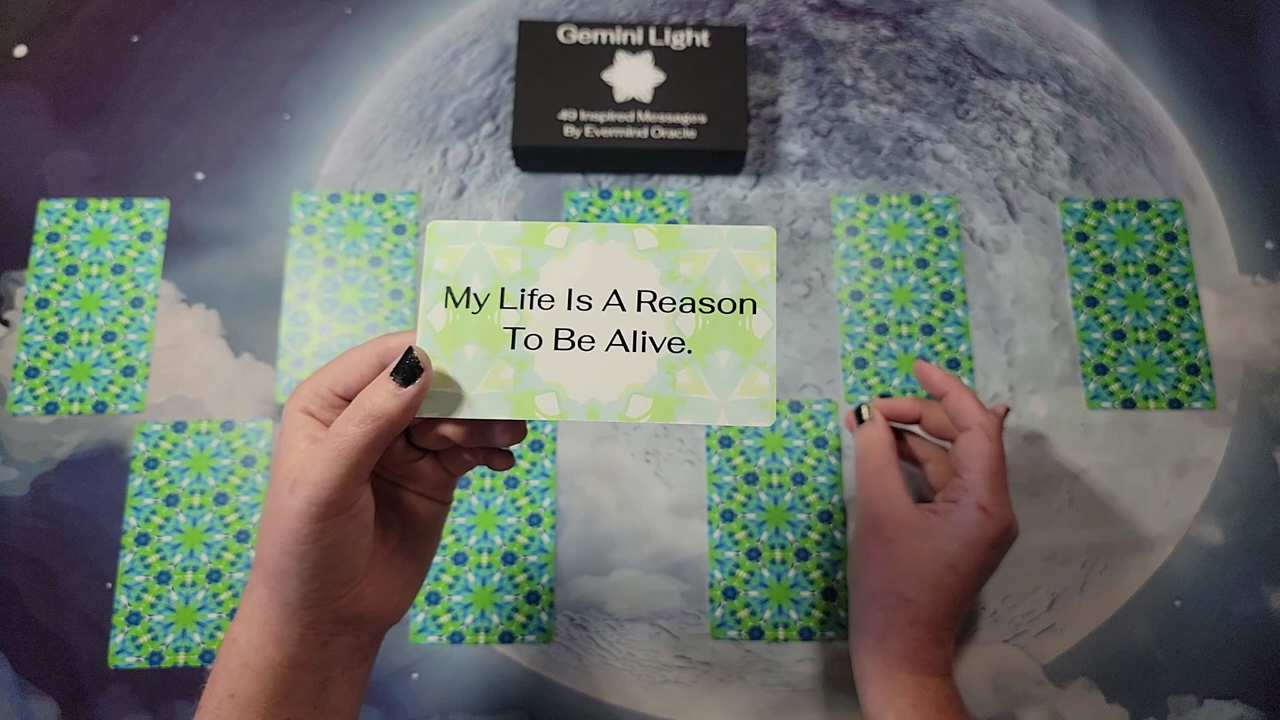 Gemini Light
49 Inspired Messages
By Evermind Oracle
My Life Is A Reason
To Be Alive.